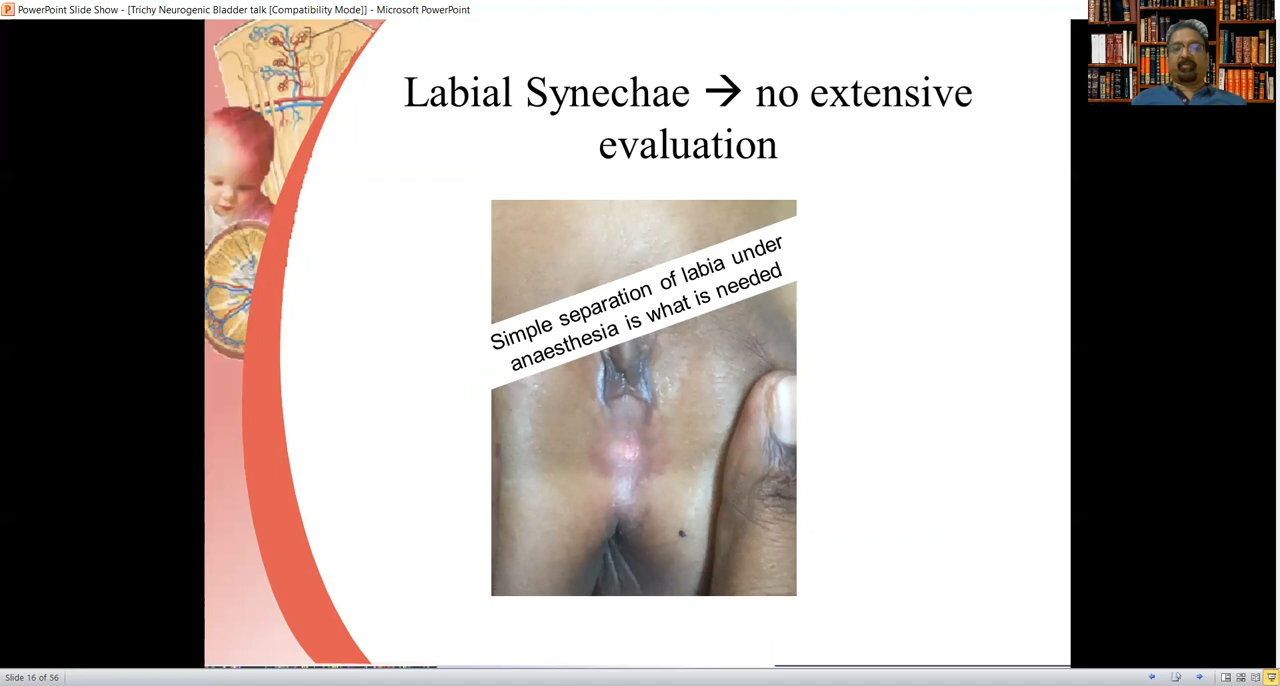 PowerPoint Slide Show - [Trichy Neurogenic Bladder talk [Compatibility Mode]] - Microsoft PowerPoint
Labial Synechae → no extensive
evaluation
Simple separation of labia under
anaesthesia is what is needed
Slide 16 of 56